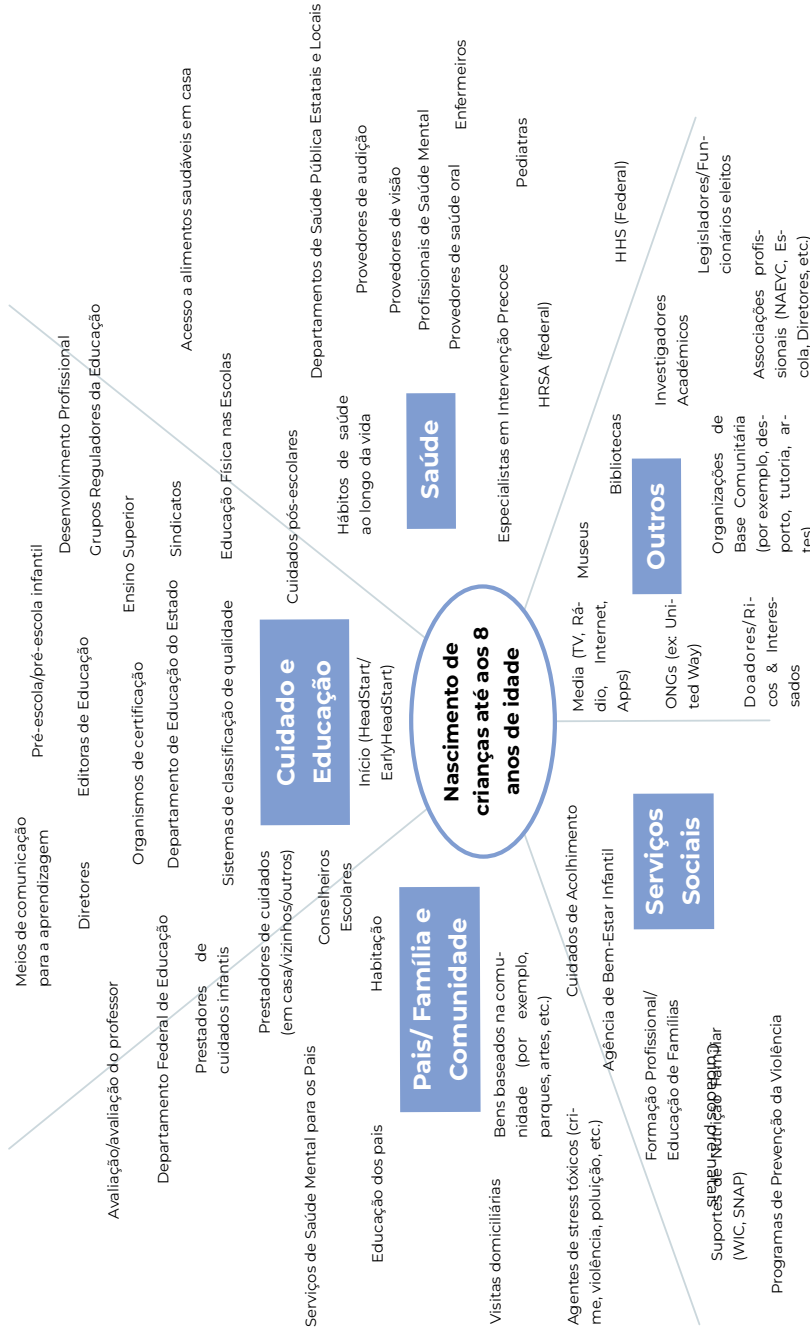 Meios de comunicação
para a aprendizagem
Pré-escola/pré-escola infantil
Desenvolvimento Profissional
Diretores
Editoras de Educação
Grupos Reguladores da Educação
Avaliação/avaliação do professor
Organismos de certificação
Ensino Superior
Departamento Federal de Educação
Departamento de Educação do Estado
Sindicatos
Acesso a alimentos saudáveis em casa
Prestadores de
cuidados infantis
Sistemas de classificação de qualidade
Educação Física nas Escolas
Prestadores de cuidados
(em casa/vizinhos/outros)
Cuidado e
Educação
Cuidados pós-escolares
Serviços de Saúde Mental para os Pais
Conselheiros
Escolares
Departamentos de Saúde Pública Estatais e Locais
Início (HeadStart/
EarlyHeadStart)
Hábitos de saúde
ao longo da vida
Provedores de audição
Educação dos pais
Habitação
Provedores de visão
Pais/ Família e
Comunidade
Saúde
Profissionais de Saúde Mental
Provedores de saúde oral
Enfermeiros
Nascimento de
crianças até aos 8
anos de idade
Visitas domiciliárias
Bens baseados na comu-
nidade (por exemplo,
parques, artes, etc.)
Especialistas em Intervenção Precoce
Pediatras
HRSA (federal)
Agentes de stress tóxicos (cri-
me, violência, poluição, etc.)
Cuidados de Acolhimento
Agência de Bem-Estar Infantil
Media (TV, Rá-
dio, Internet,
Apps)
Museus
Bibliotecas
HHS (Federal)
Formação Profissional/
Educação de Famílias
Serviços
Sociais
ONGs (ex: Uni-
ted Way)
Outros
Investigadores
Académicos
Legisladores/Fun-
cionários eleitos
Cuidados pré-natais
Suportes de Nutrição Familiar
(WIC, SNAP)
Programas de Prevenção da Violência
Doadores/Ri-
cos & Interes-
sados
Organizações de
Base Comunitária
(por exemplo, des-
porto, tutoria, ar-
tes)
Associações profis-
sionais (NAEYC, Es-
cola, Diretores, etc.)